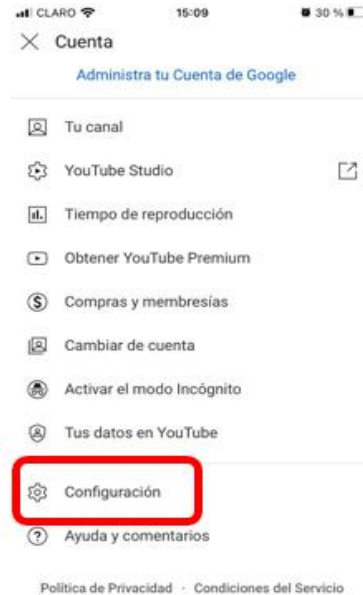 CLARO 15:09 30 %
Cuenta
Administra tu Cuenta de Google
Tu canal
YouTube Studio
Tiempo de reproducción
Obtener YouTube Premium
Compras y membresías
Cambiar de cuenta
Activar el modo Incógnito
Tus datos en YouTube
Configuración
Ayuda y comentarios
Política de Privacidad · Condiciones del Servicio